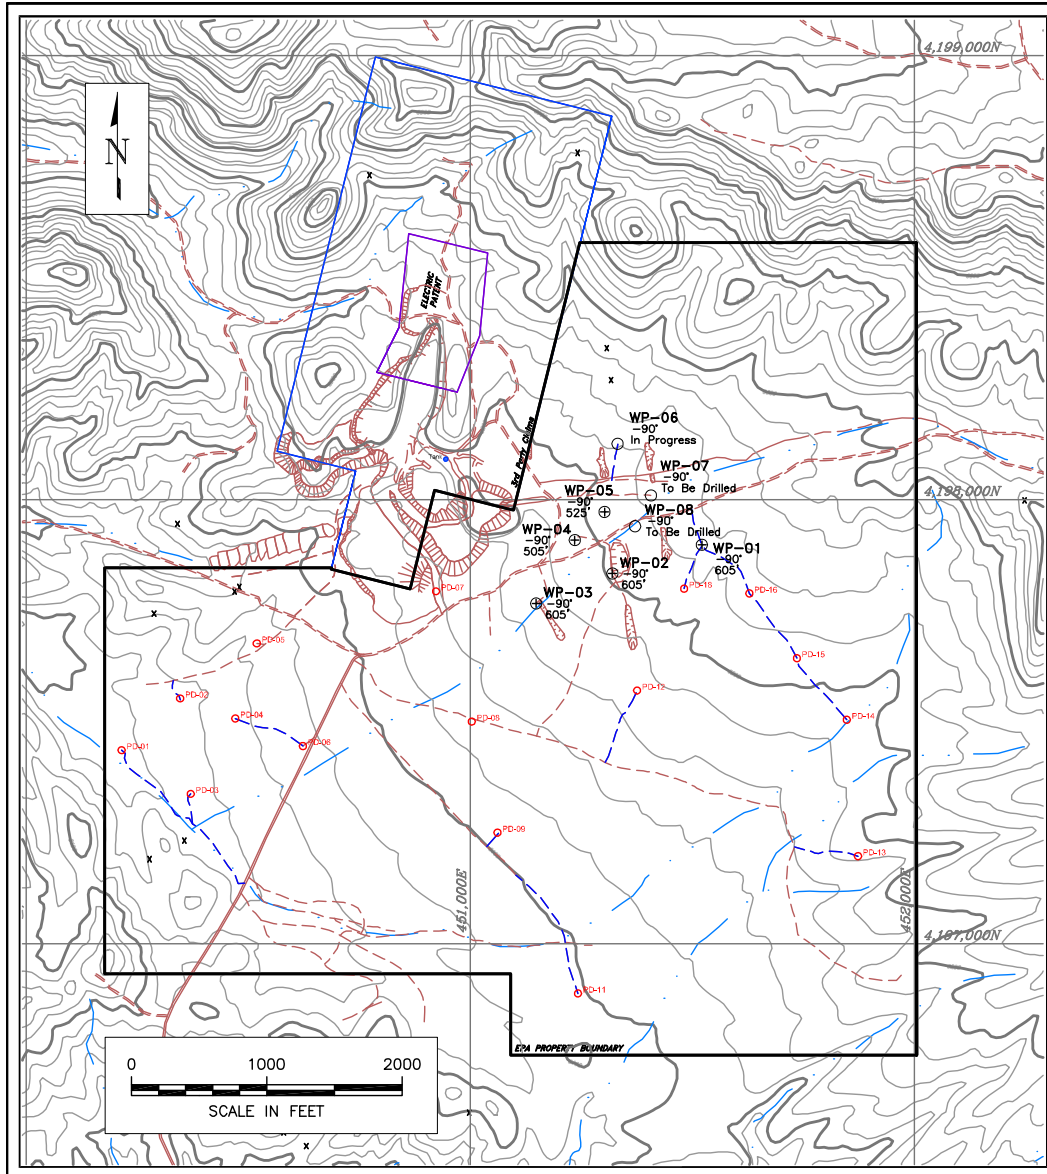 4,199,000N
N
ELECTRIC
PATENT
3rd Party Claims
WP-06
-90°
In Progress
WP-07
-90°
To Be Drilled
Tank
WP-05
-90°
525'
4,198,000N
WP-08
-90°
To Be Drilled
WP-04
-90°
505'
WP-01
-90°
605'
WP-02
-90°
605'
WP-03
-90°
605'
PD-07
PD-18
PD-16
PD-05
PD-15
PD-02
PD-12
PD-04
PD-08
PD-14
PD-06
PD-01
PD-03
PD-09
PD-13
451,000E
452,000E
4,197,000N
PD-11
EPA PROPERTY BOUNDARY
0 1000 2000
SCALE IN FEET